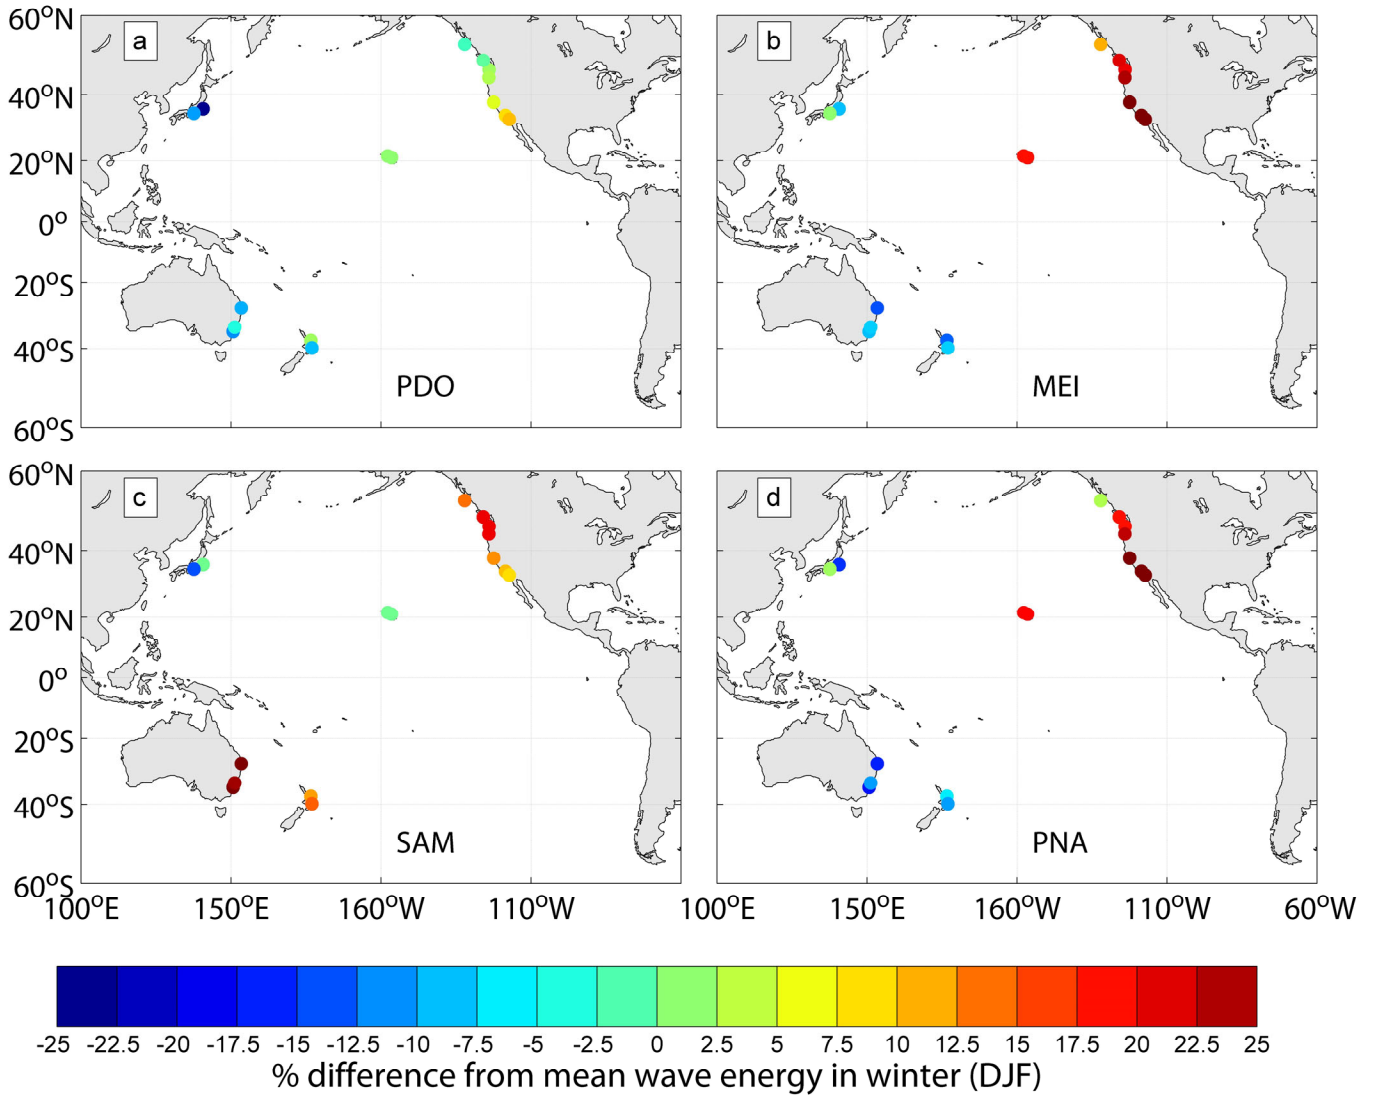 60°N
a
b
40°N
20°N
0°
20°S
40°S
PDO
MEI
60°S
60°N
c
d
40°N
20°N
0°
20°S
40°S
SAM
PNA
60°S
100°E 150°E 160°W 110°W 100°E 150°E 160°W 110°W 60°W
-25 -22.5 -20 -17.5 -15 -12.5 -10 -7.5 -5 -2.5 0 2.5 5 7.5 10 12.5 15 17.5 20 22.5 25
% difference from mean wave energy in winter (DJF)